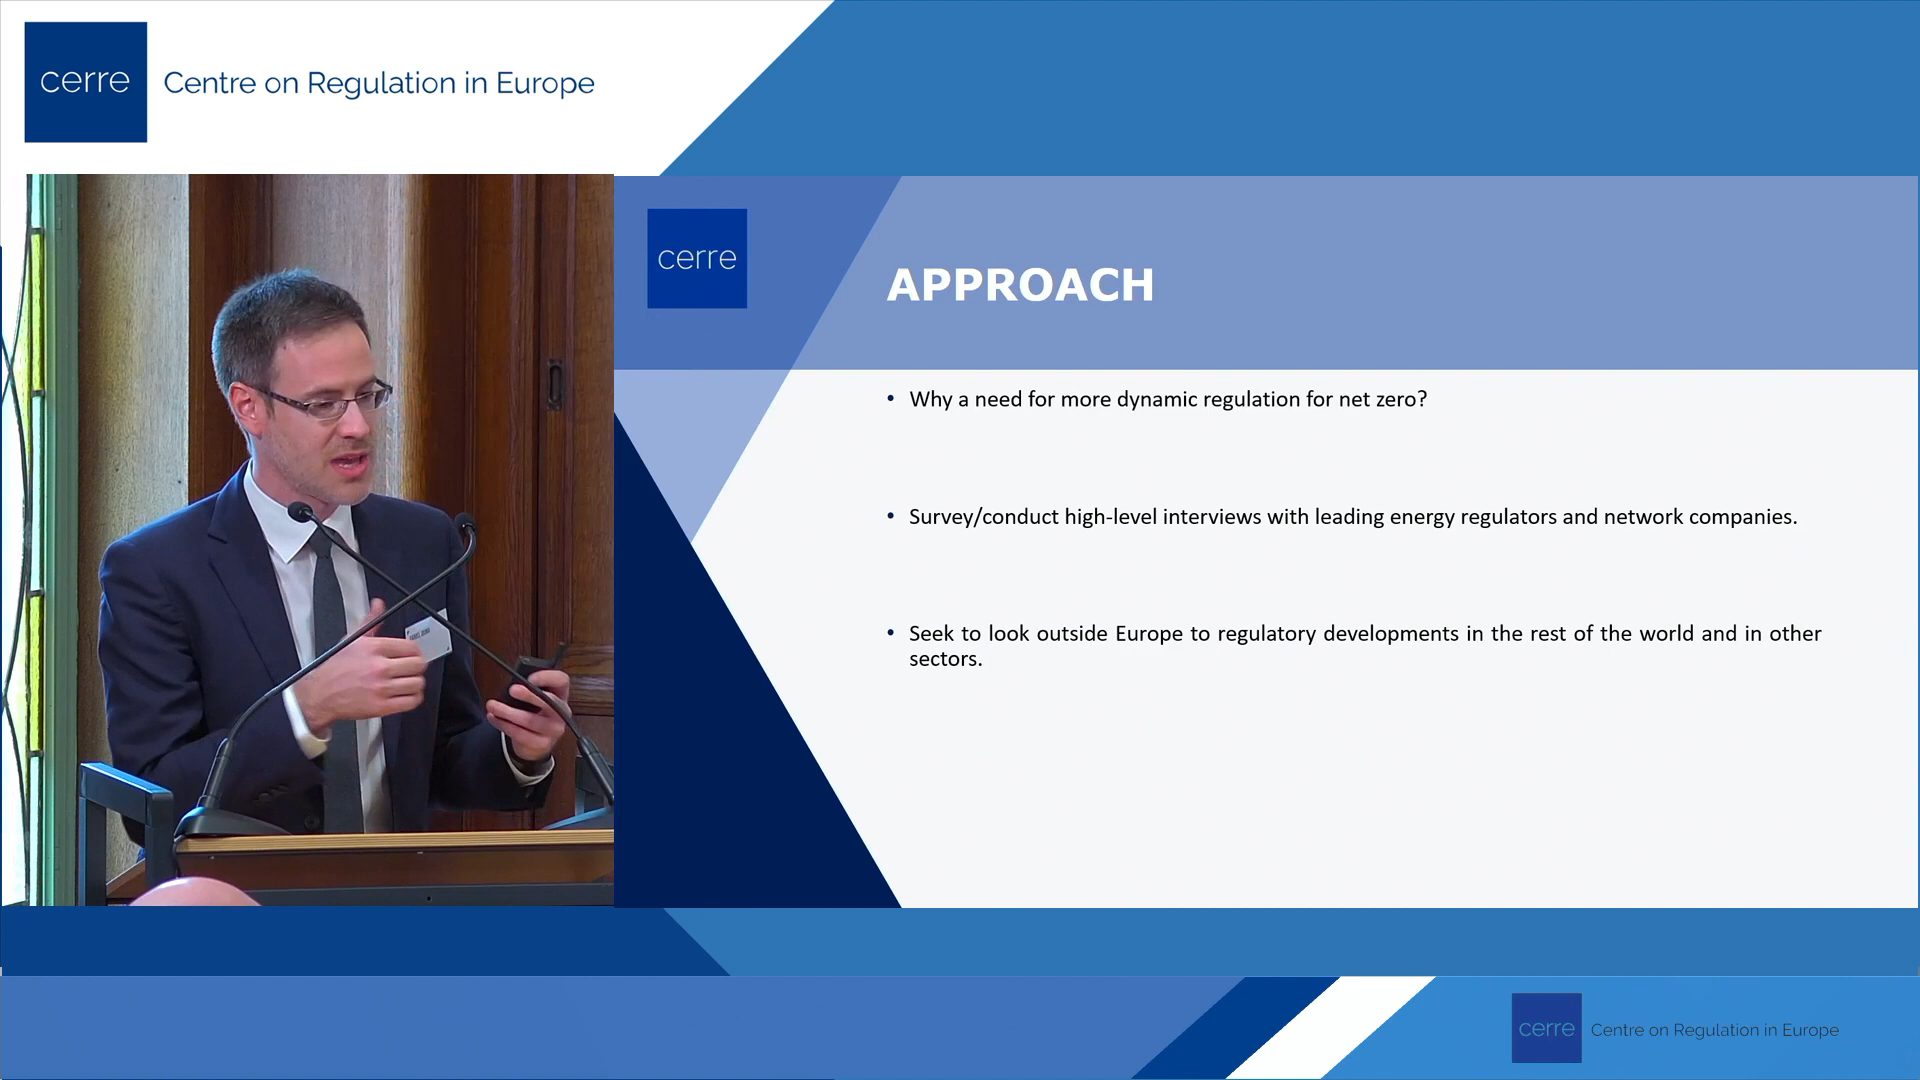 cerre
Centre on Regulation in Europe
cerre
APPROACH
• Why a need for more dynamic regulation for net zero?
• Survey/conduct high-level interviews with leading energy regulators and network companies.
• Seek to look outside Europe to regulatory developments in the rest of the world and in other
sectors.
cerre
Centre on Regulation in Europe